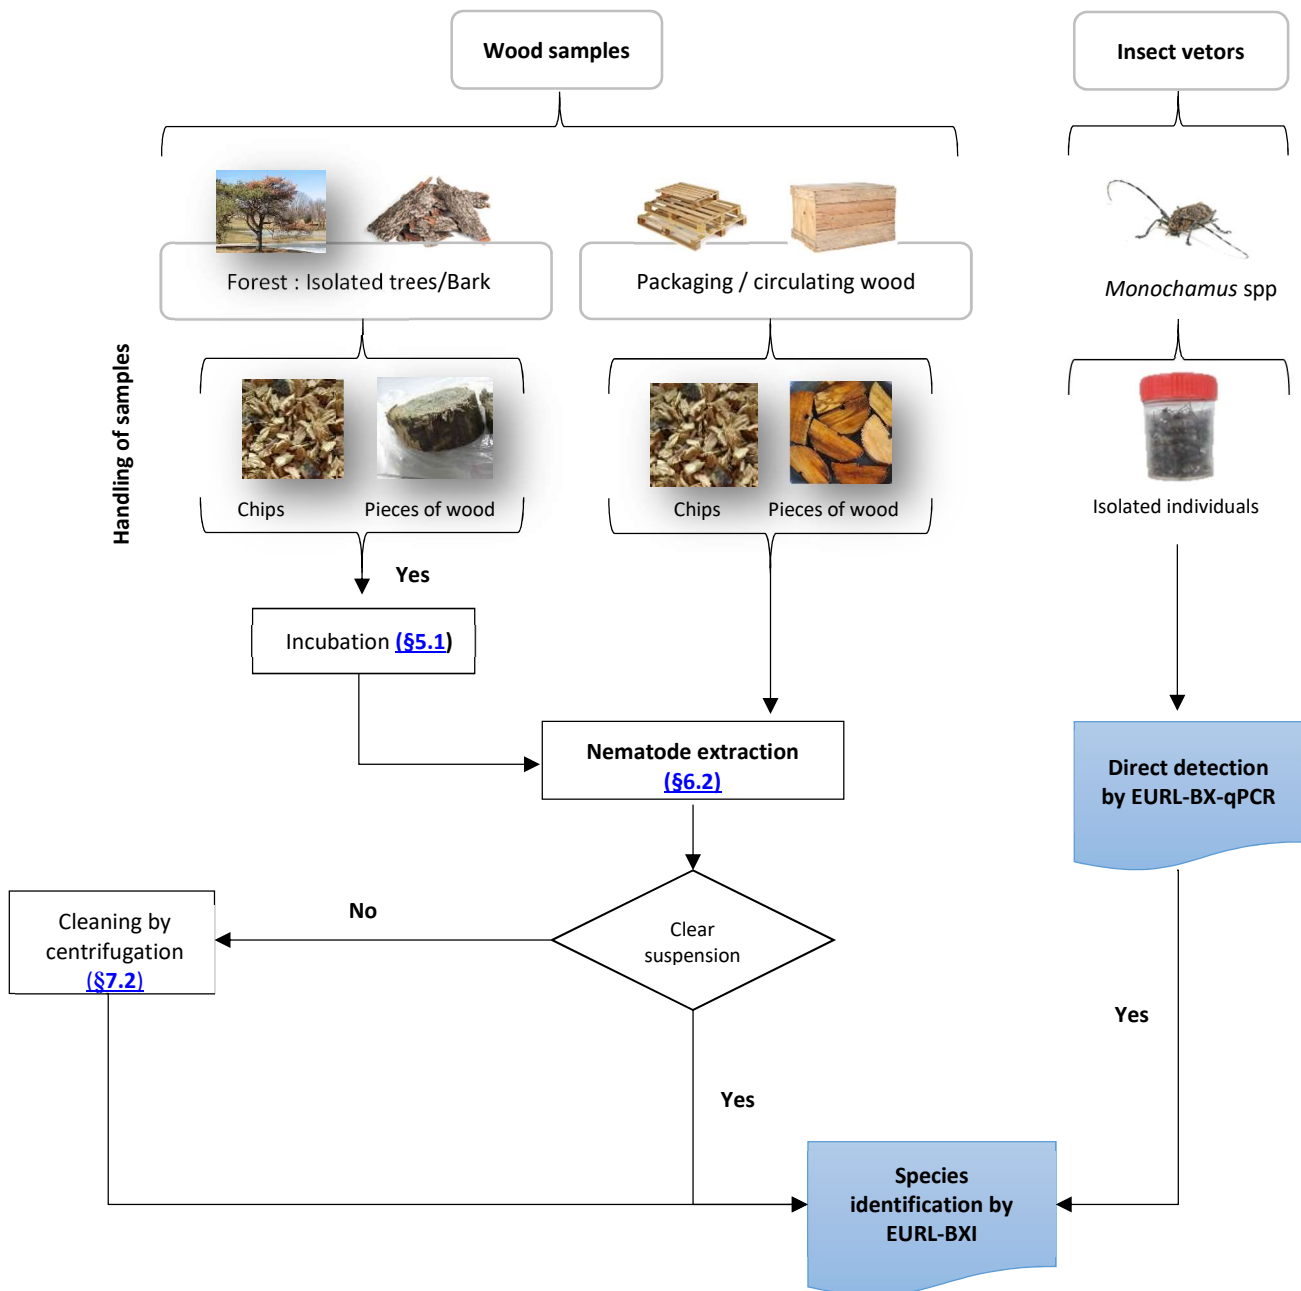 Wood samples
Insect vetors
Forest : Isolated trees/Bark
Packaging / circulating wood
Monochamus spp
Handling of samples
Chips
Pieces of wood
Chips
Pieces of wood
Isolated individuals
Yes
Incubation (§5.1)
Nematode extraction
(§6.2)
Direct detection
by EURL-BX-qPCR
No
Clear
suspension
Cleaning by
centrifugation
(§7.2)
Yes
Yes
Species
identification by
EURL-BXI